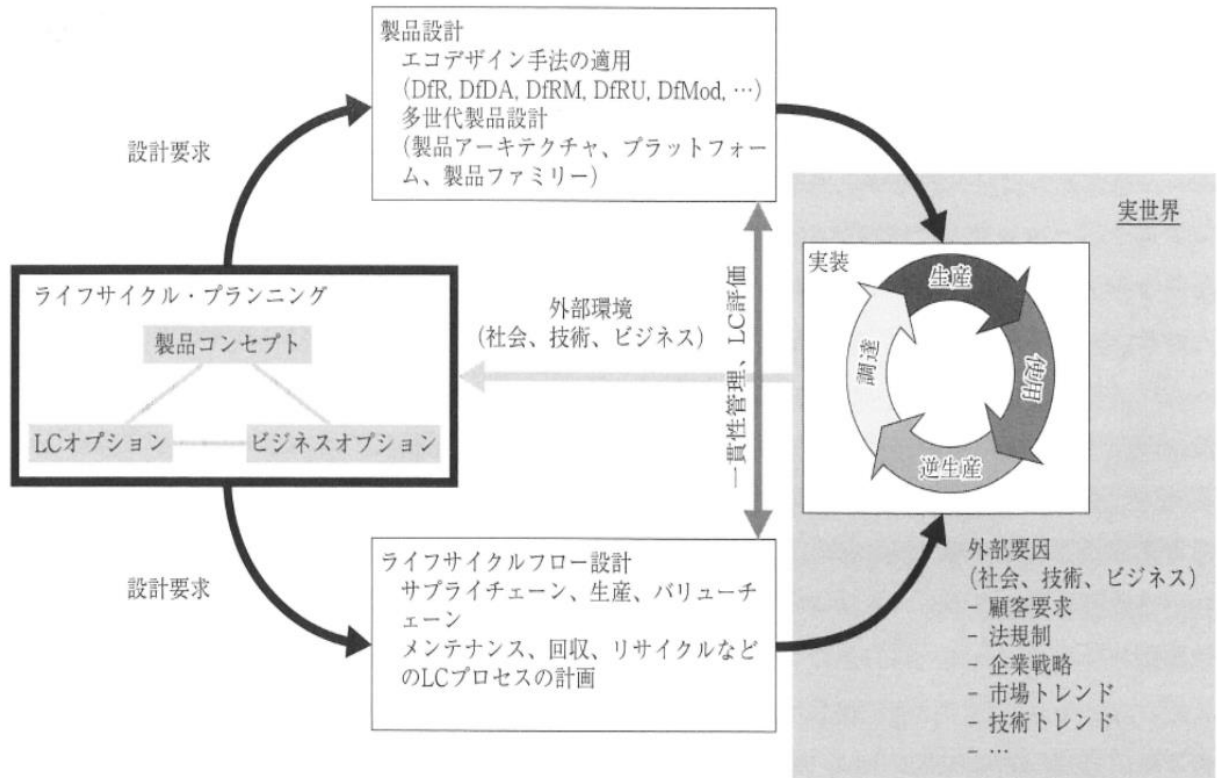 製品設計
エコデザイン手法の適用
(DfR, DfDA, DfRM, DfRU, DfMod, …)
多世代製品設計
(製品アーキテクチャ、プラットフォー
ム、製品ファミリー)
設計要求
実世界
ライフサイクル・プランニング
製品コンセプト
LCオプション
ビジネスオプション
外部環境
(社会、技術、ビジネス)
一貫性管理、LC評価
実装
生産
使用
逆生産
調達
設計要求
ライフサイクルフロー設計
サプライチェーン、生産、バリューチ
ェーン
メンテナンス、回収、リサイクルなど
のLCプロセスの計画
外部要因
(社会、技術、ビジネス)
- 顧客要求
- 法規制
- 企業戦略
- 市場トレンド
- 技術トレンド
- …